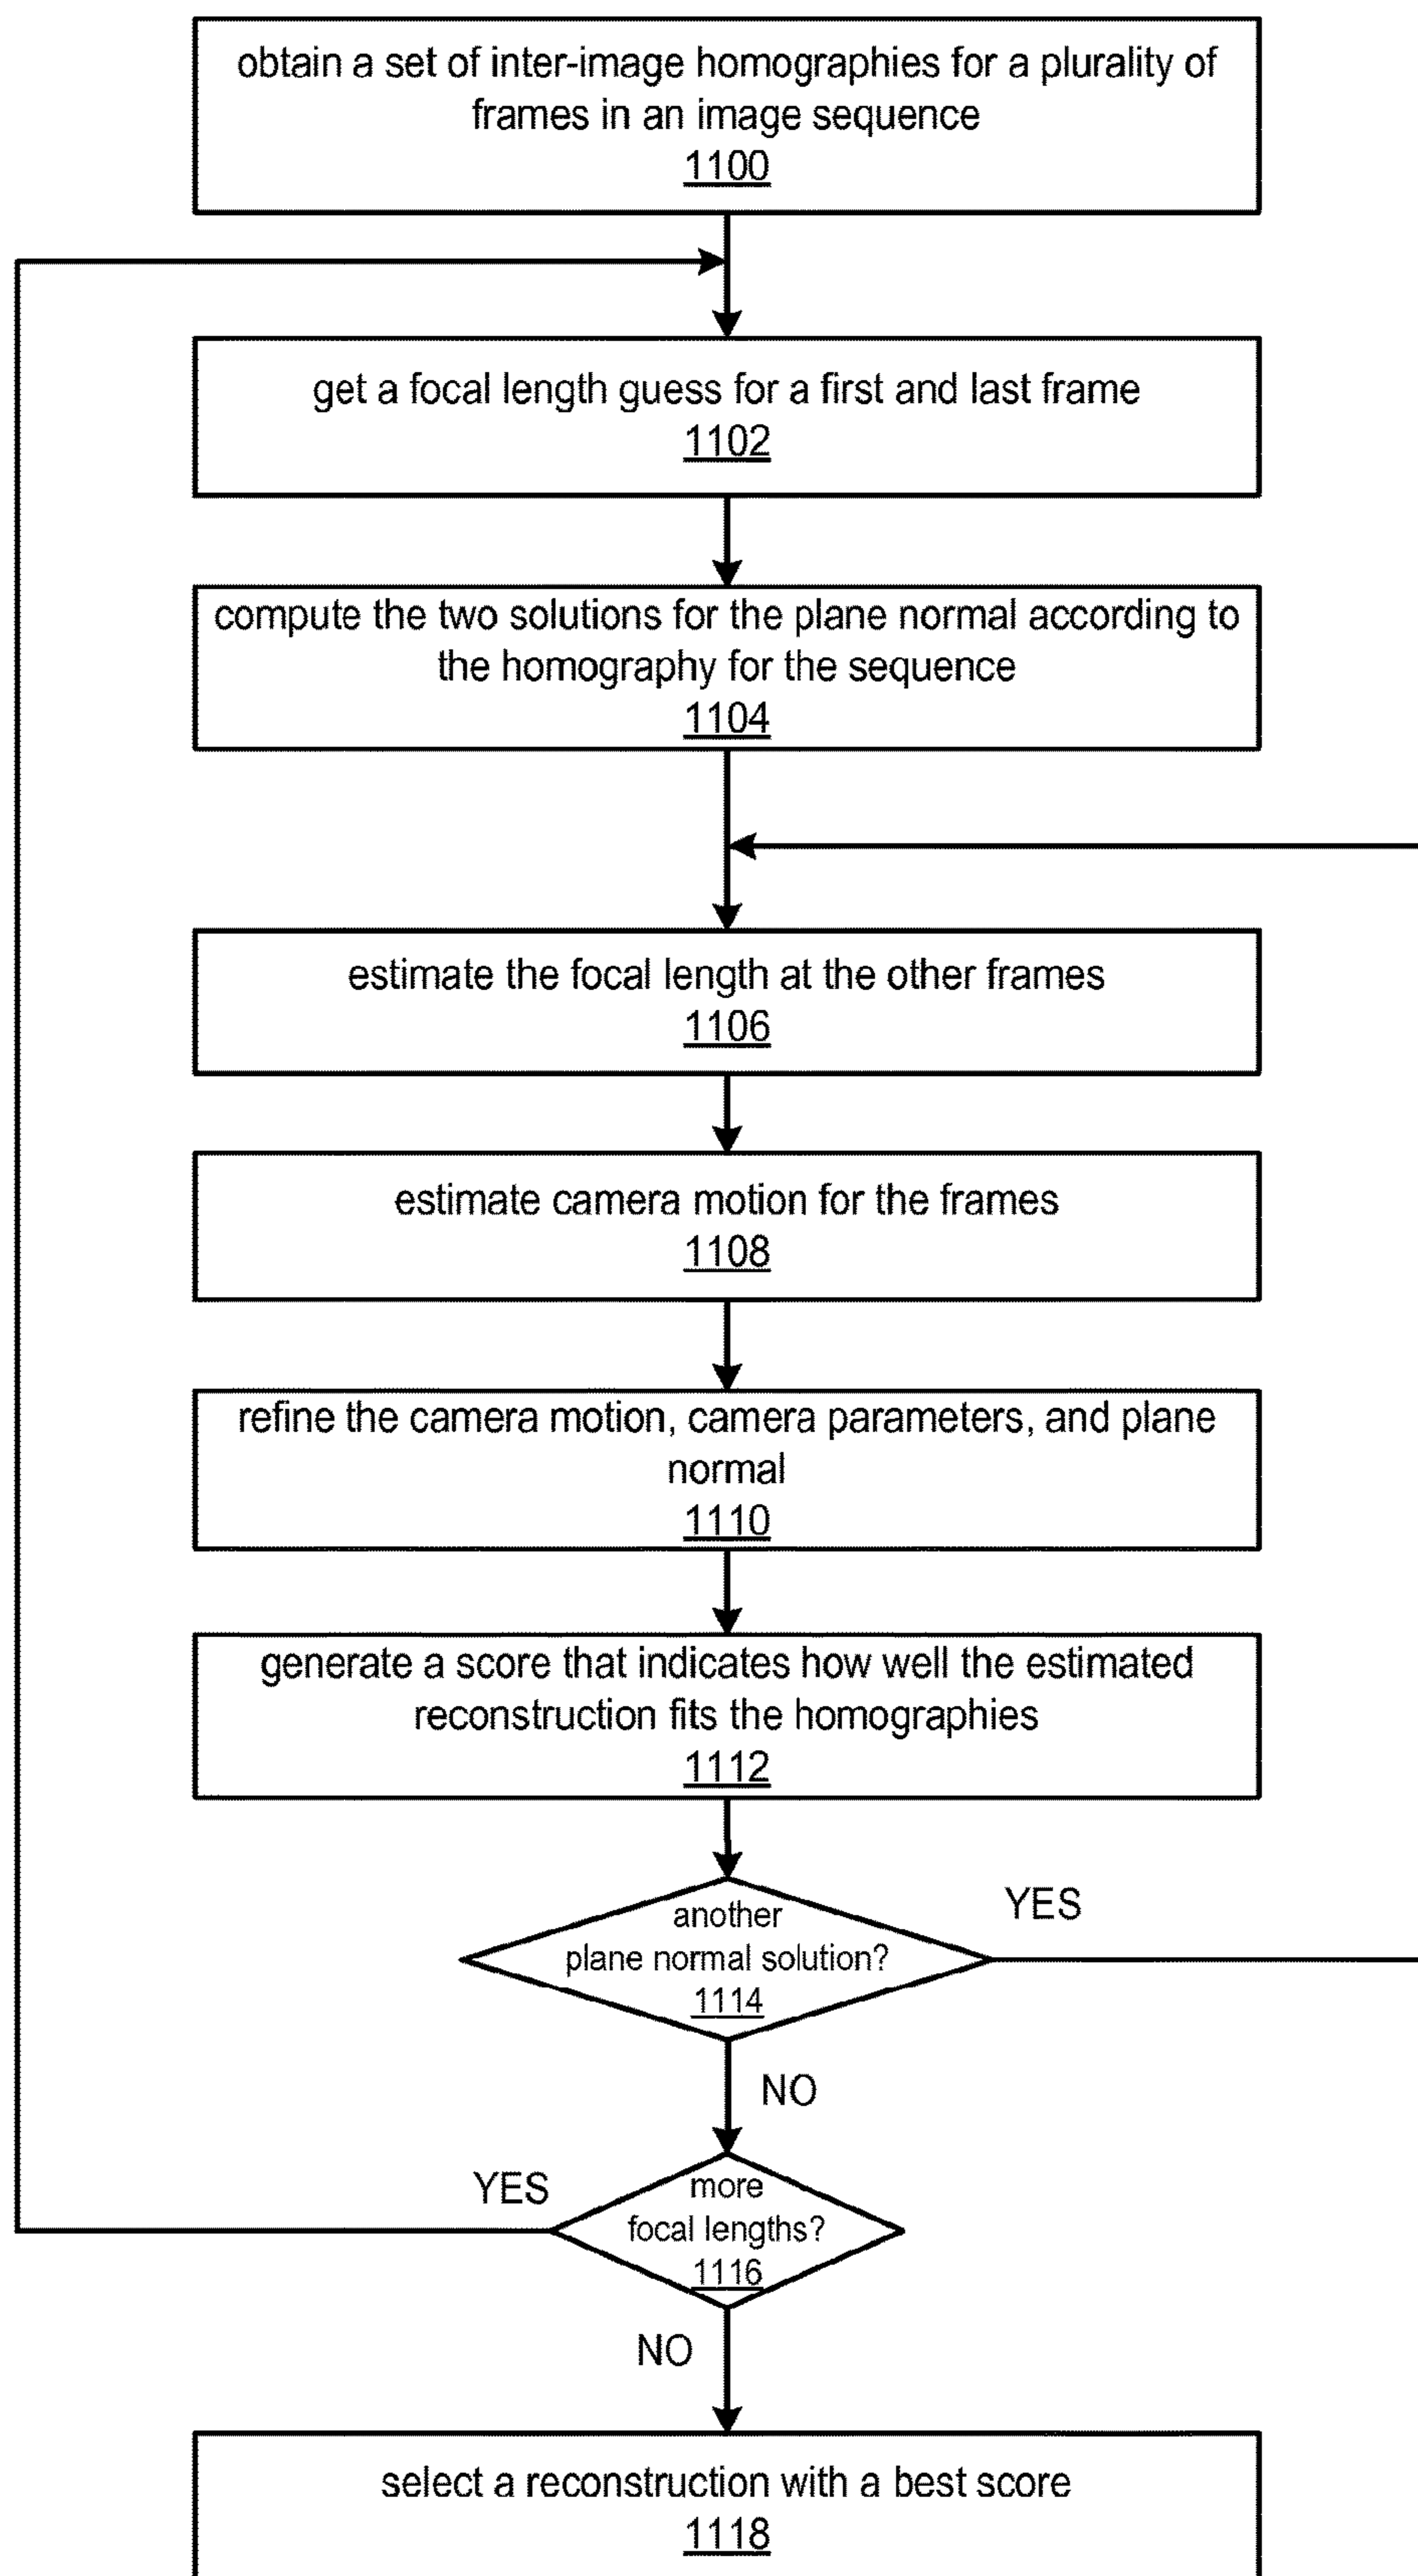 obtain a set of inter-image homographies for a plurality of
frames in an image sequence
1100
get a focal length guess for a first and last frame
1102
compute the two solutions for the plane normal according to
the homography for the sequence
1104
estimate the focal length at the other frames
1106
estimate camera motion for the frames
1108
refine the camera motion, camera parameters, and plane
normal
1110
generate a score that indicates how well the estimated
reconstruction fits the homographies
1112
another
plane normal solution?
1114
YES
NO
more
focal lengths?
1116
YES
NO
select a reconstruction with a best score
1118